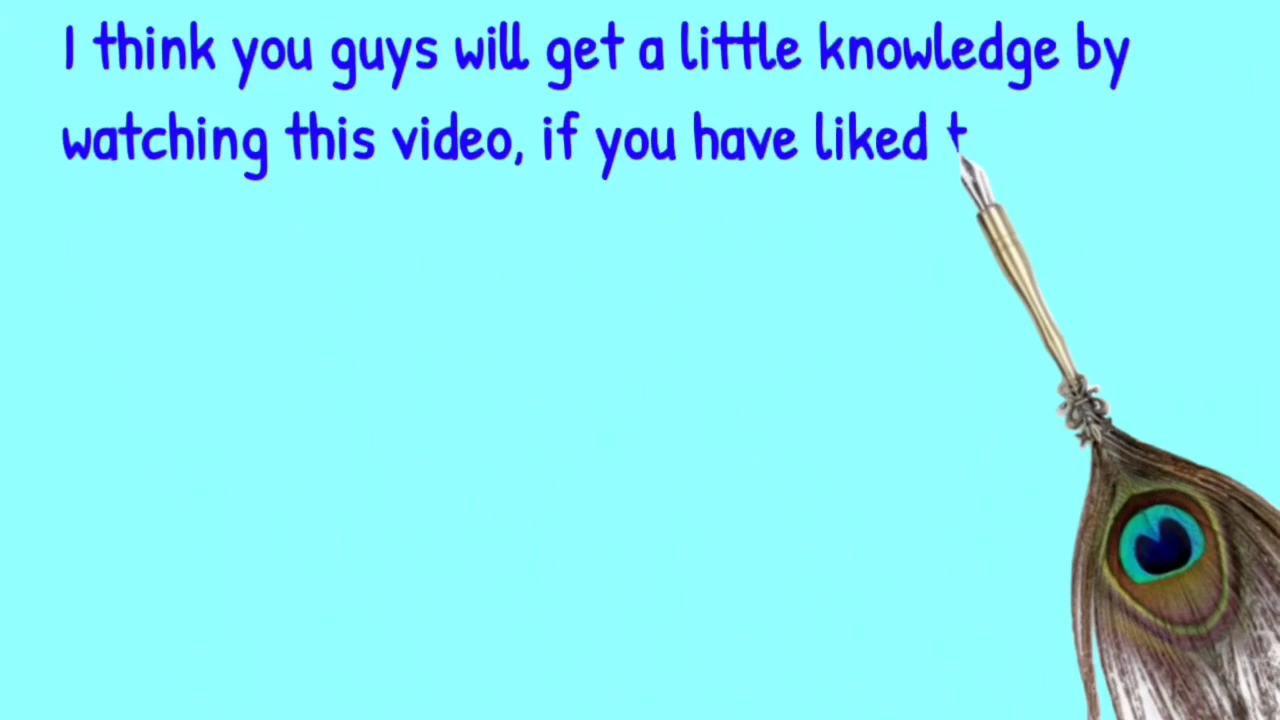 I think you guys will get a little knowledge by
watching this video, if you have liked t